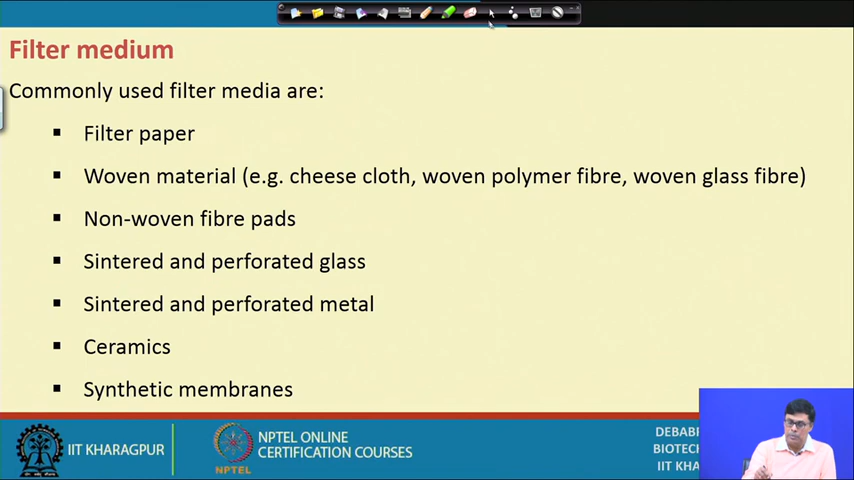 Filter medium
Commonly used filter media are:
▪ Filter paper
▪ Woven material (e.g. cheese cloth, woven polymer fibre, woven glass fibre)
▪ Non-woven fibre pads
▪ Sintered and perforated glass
▪ Sintered and perforated metal
▪ Ceramics
▪ Synthetic membranes
IIT KHARAGPUR
NPTEL
NPTEL ONLINE
CERTIFICATION COURSES
DEBABR
BIOTECH
IIT KHA